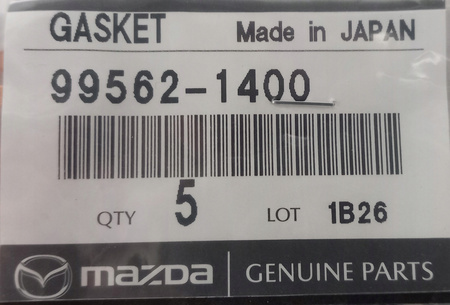 GASKET Made in JAPAN
99562-1400
QTY 5 LOT 1B26
mazda GENUINE PARTS